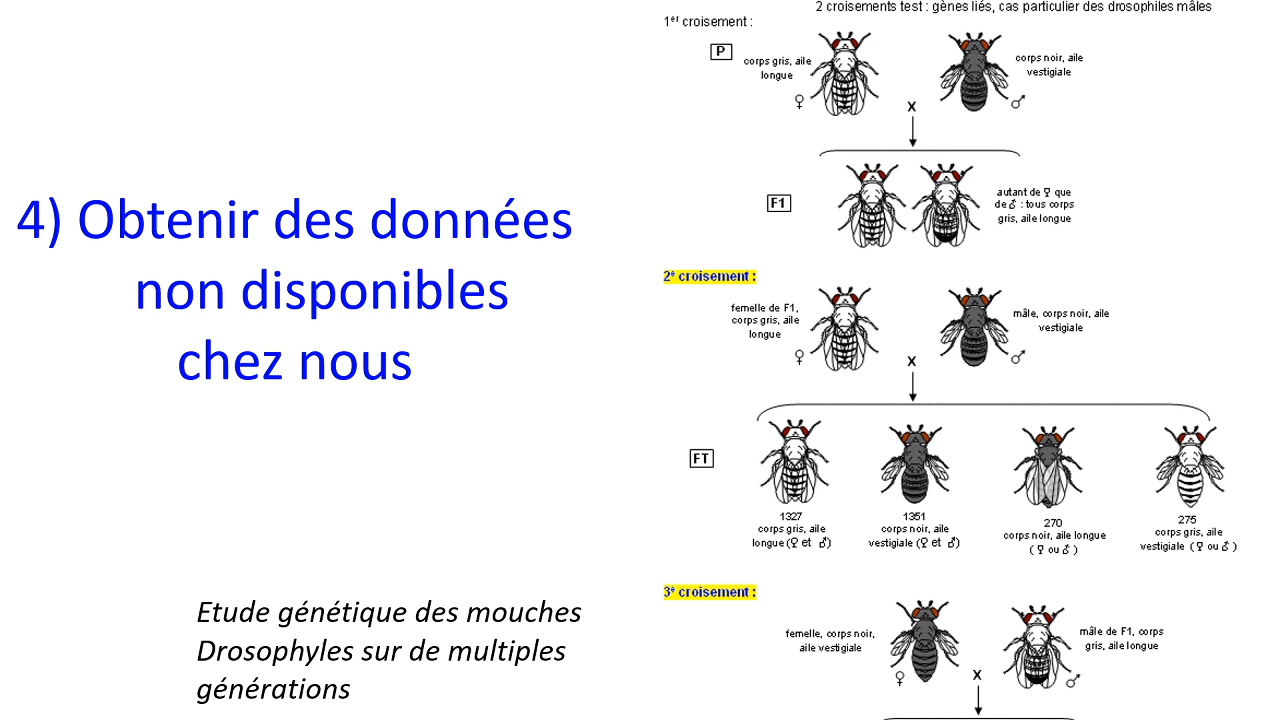 4) Obtenir des données
non disponibles
chez nous
Etude génétique des mouches
Drosophyles sur de multiples
générations
2 croisements test : gènes liés, cas particulier des drosophiles mâles
1er croisement :
P
corps gris, aile
longue
♀
X
corps noir, aile
vestigiale
♂
F1
autant de ♀ que
de ♂ : tous corps
gris, aile longue
2e croisement :
femelle de F1,
corps gris, aile
longue
♀
X
mâle, corps noir, aile
vestigiale
♂
FT
1327
corps gris, aile
longue (♀ et ♂)
1351
corps noir, aile
vestigiale (♀ et ♂)
270
corps noir, aile longue
(♀ ou ♂)
275
corps gris, aile
vestigiale (♀ ou ♂)
3e croisement :
femelle, corps noir,
aile vestigiale
♀
X
mâle de F1, corps
gris, aile longue
♂